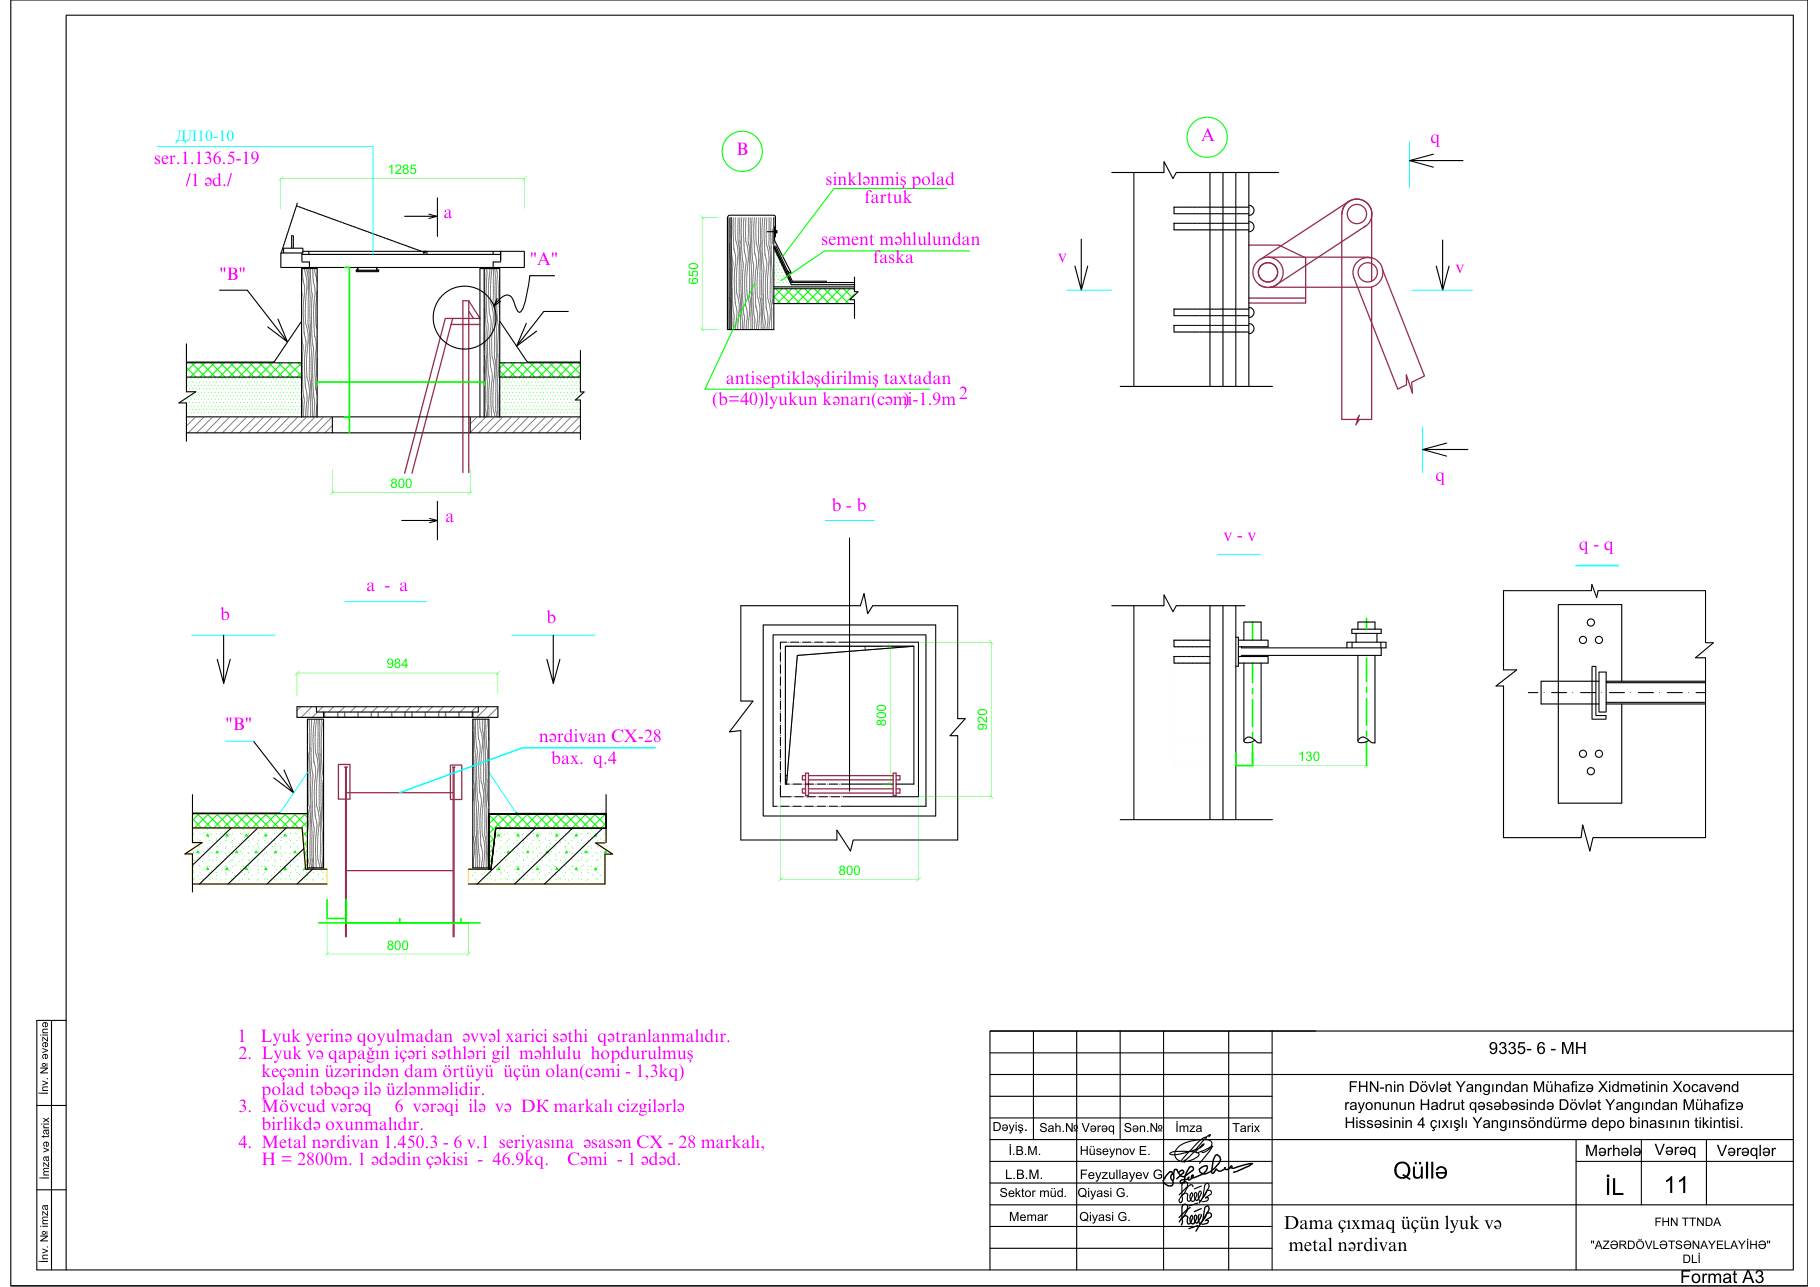 ДЛ10-10
ser.1.136.5-19
/1 əd./
1285
a
"B"
"A"
800
a
B
sinklənmiş polad
fartuk
sement məhlulundan
faska
650
antiseptikləşdirilmiş taxtadan
(b=40)lyukun kənarı(cəmi)-1.9m 2
A
q
v
v
q
a - a
b
b
984
"B"
nərdivan CX-28
bax. q.4
800
b - b
800
920
800
v - v
130
q - q
1 Lyuk yerinə qoyulmadan əvvəl xarici səthi qətranlanmalıdır.
2. Lyuk və qapağın içəri səthləri gil məhlulu hopdurulmuş
keçənin üzərindən dam örtüyü üçün olan(cəmi - 1,3kq)
polad təbəqə ilə üzlənməlidir.
3. Mövcud vərəq 6 vərəqi ilə və DK markalı cizgilərlə
birlikdə oxunmalıdır.
4. Metal nərdivan 1.450.3 - 6 v.1 seriyasına əsasən CX - 28 markalı,
H = 2800m. 1 ədədin çəkisi - 46.9kq. Cəmi - 1 ədəd.
İnv. № əvəzinə
İmza və tarix
İnv. № imza
9335- 6 - MH
FHN-nin Dövlət Yanğından Mühafizə Xidmətinin Xocavənd
rayonunun Hadrut qəsəbəsində Dövlət Yanğından Mühafizə
Hissəsinin 4 çıxışlı Yanğınsöndürmə depo binasının tikintisi.
Dəyiş. Sah.№ Vərəq Sən.№ İmza Tarix
İ.B.M. Hüseynov E.
L.B.M. Feyzullayev G
Sektor müd. Qiyasi G.
Memar Qiyasi G.
Qüllə
Mərhələ Vərəq Vərəqlər
İL 11
Dama çıxmaq üçün lyuk və
metal nərdivan
FHN TTNDA
"AZƏRDÖVLƏTSƏNAYELAYİHƏ"
DLİ
Format A3